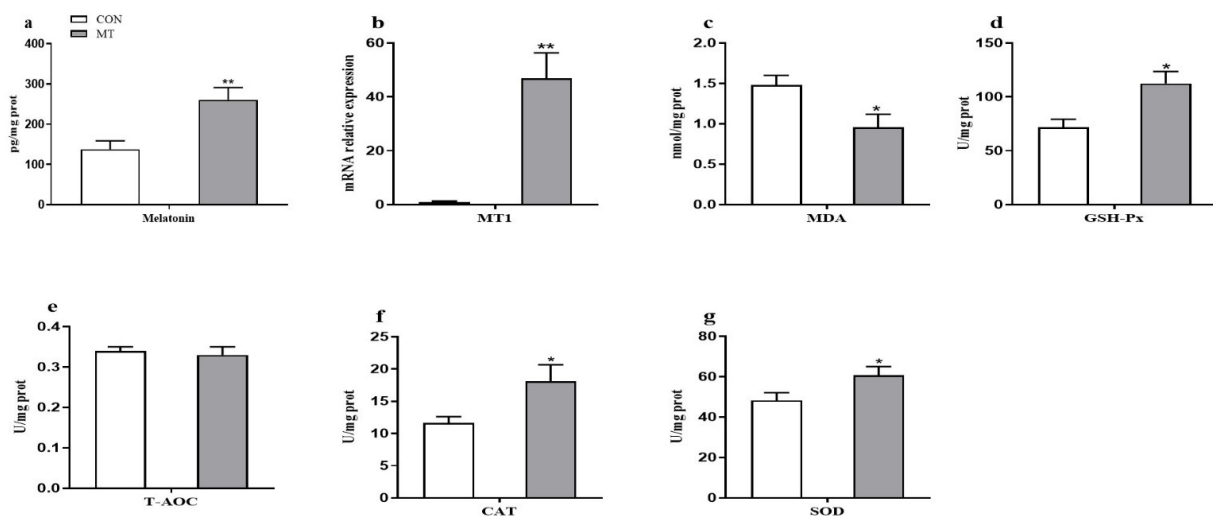 a
CON
MT
400
300
200
100
0
pg/mg prot
**
Melatonin
b
60
40
20
0
mRNA relative expression
**
MT1
c
2.0
1.5
1.0
0.5
0.0
nmol/mg prot
*
MDA
d
150
100
50
0
U/mg prot
*
GSH-Px
e
0.4
0.3
0.2
0.1
0.0
U/mg prot
T-AOC
f
25
20
15
10
5
0
U/mg prot
*
CAT
g
80
60
40
20
0
U/mg prot
*
SOD